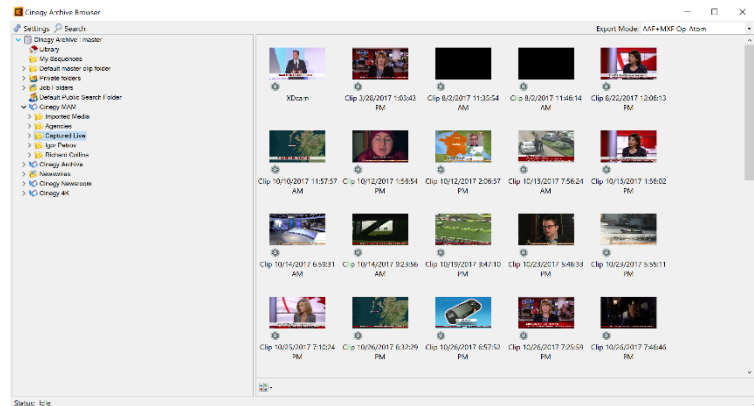 Cinegy Archive Browser
Settings Search
Export Mode: AAF+MXF Op-Atom
Cinegy Archive : master
Library
My Sequences
Default master clip folder
Private folders
Job Folders
Default Public Search Folder
Cinegy MAM
Imported Media
Agencies
Captured Live
Igor Petrov
Richard Collins
Cinegy Archive
Newswires
Cinegy Newsroom
Cinegy 4K
XDcam
Clip 3/28/2017 1:03:43 PM
Clip 8/2/2017 11:35:54 AM
Clip 8/2/2017 11:46:14 AM
Clip 8/22/2017 12:08:13 PM
Clip 10/10/2017 11:57:57 AM
Clip 10/12/2017 1:58:54 PM
Clip 10/12/2017 2:06:37 PM
Clip 10/13/2017 7:56:24 AM
Clip 10/13/2017 1:58:02 PM
Clip 10/14/2017 6:59:31 AM
Clip 10/14/2017 9:23:56 AM
Clip 10/19/2017 3:47:10 PM
Clip 10/23/2017 5:48:33 PM
Clip 10/23/2017 5:55:11 PM
Clip 10/25/2017 7:10:24 PM
Clip 10/26/2017 6:32:29 PM
Clip 10/26/2017 6:57:52 PM
Clip 10/26/2017 7:25:59 PM
Clip 10/26/2017 7:46:46 PM
Status: Idle